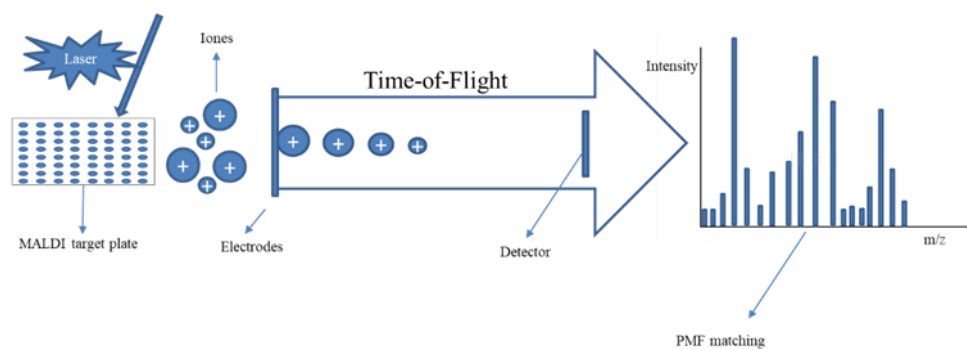 Laser
Iones
Time-of-Flight
Intensity
+
+
+
+
+
+
+
+
+
+
MALDI target plate
Electrodes
Detector
m/z
PMF matching